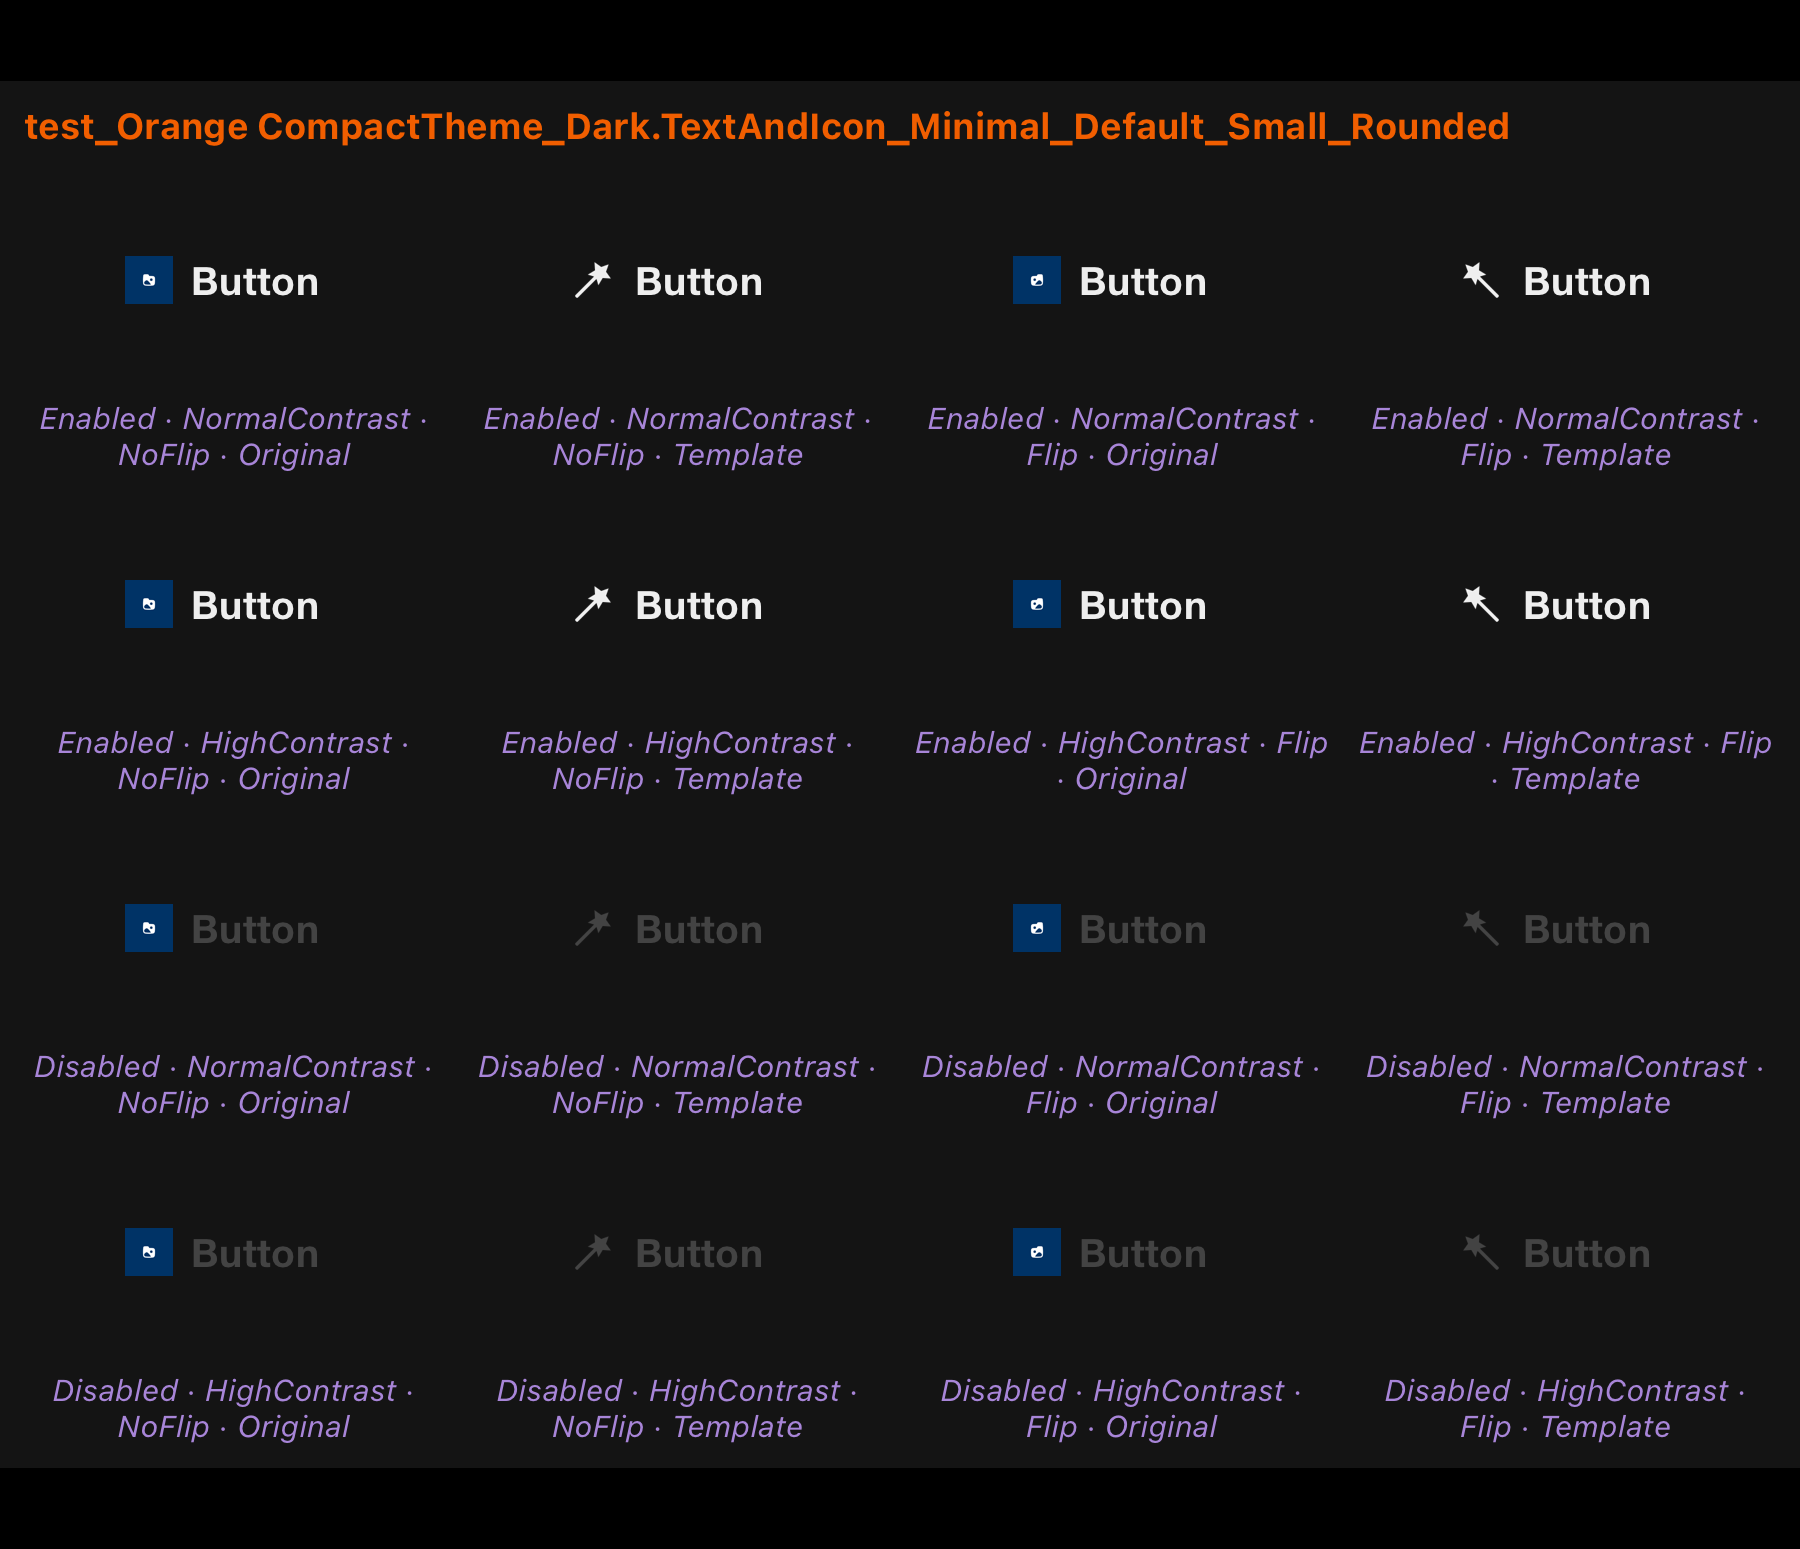 test_Orange CompactTheme_Dark.TextAndIcon_Minimal_Default_Small_Rounded
Button Button Button Button
Enabled · NormalContrast · Enabled · NormalContrast · Enabled · NormalContrast · Enabled · NormalContrast ·
NoFlip · Original NoFlip · Template Flip · Original Flip · Template
Button Button Button Button
Enabled · HighContrast · Enabled · HighContrast · Enabled · HighContrast · Flip Enabled · HighContrast · Flip
NoFlip · Original NoFlip · Template · Original · Template
Button Button Button Button
Disabled · NormalContrast · Disabled · NormalContrast · Disabled · NormalContrast · Disabled · NormalContrast ·
NoFlip · Original NoFlip · Template Flip · Original Flip · Template
Button Button Button Button
Disabled · HighContrast · Disabled · HighContrast · Disabled · HighContrast · Disabled · HighContrast ·
NoFlip · Original NoFlip · Template Flip · Original Flip · Template